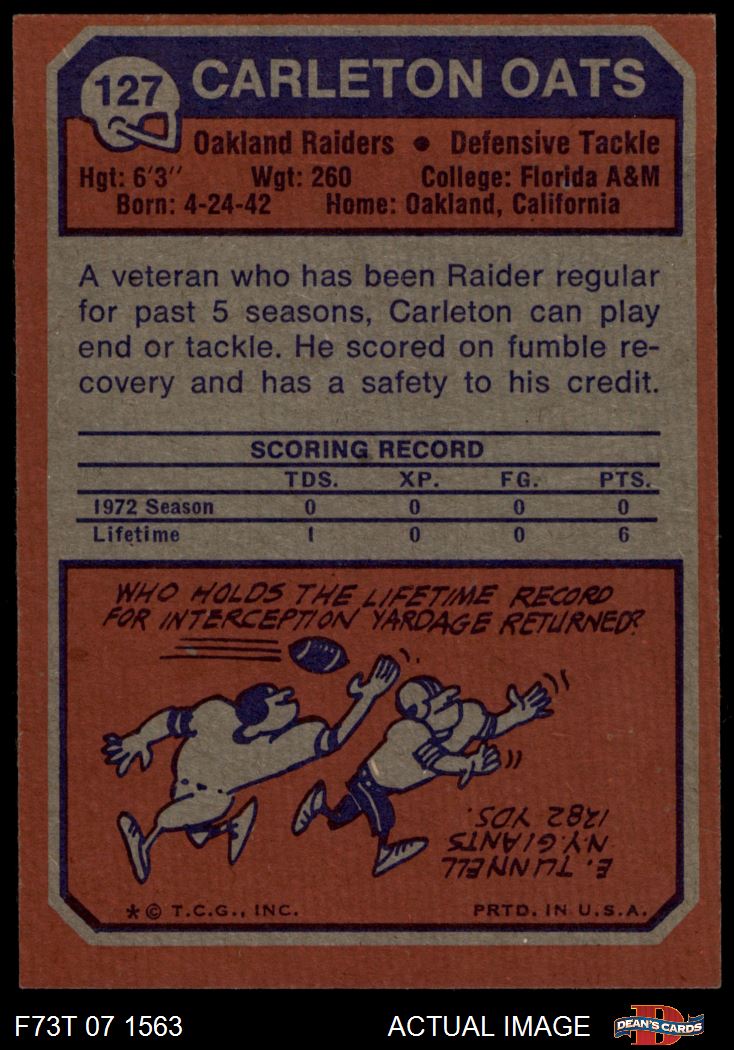 127
CARLETON OATS
Oakland Raiders • Defensive Tackle
Hgt: 6'3" Wgt: 260 College: Florida A&M
Born: 4-24-42 Home: Oakland, California
A veteran who has been Raider regular
for past 5 seasons, Carleton can play
end or tackle. He scored on fumble re-
covery and has a safety to his credit.
SCORING RECORD
TDS. XP. FG. PTS.
1972 Season 0 0 0 0
Lifetime 1 0 0 6
WHO HOLDS THE LIFETIME RECORD
FOR INTERCEPTION YARDAGE RETURNED?
E. TUNNELL
N.Y. GIANTS
1282 YDS.
* © T.C.G., INC. PRTD. IN U.S.A.
F73T 07 1563 ACTUAL IMAGE
D
DEAN'S CARDS